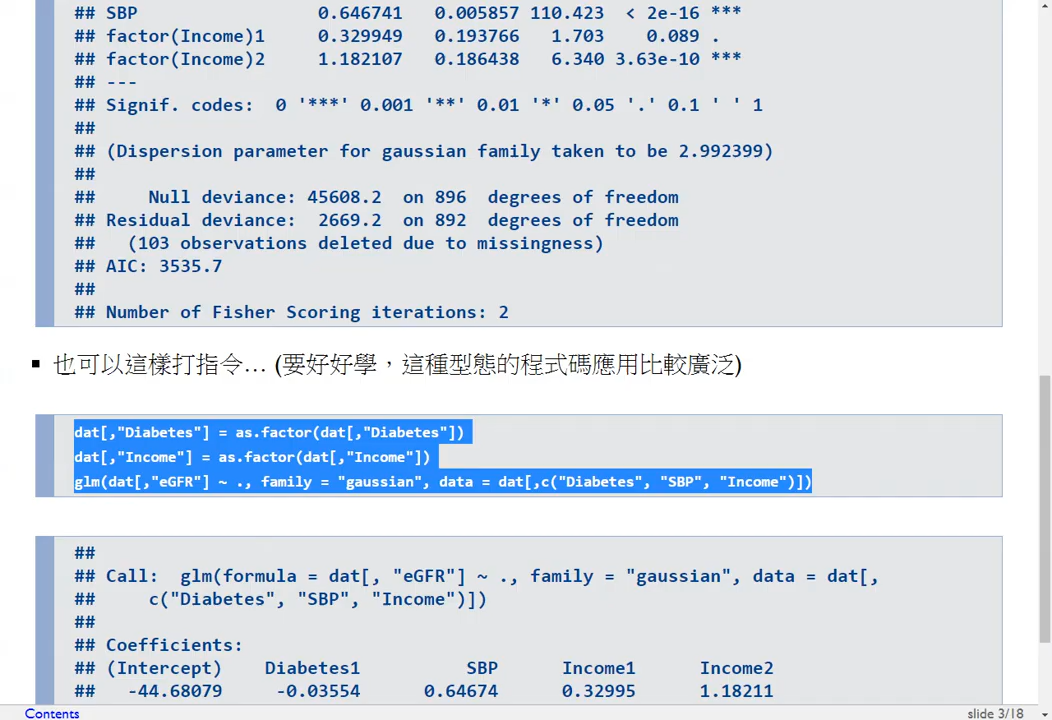 ## SBP 0.646741 0.005857 110.423 < 2e-16 ***
## factor(Income)1 0.329949 0.193766 1.703 0.089 .
## factor(Income)2 1.182107 0.186438 6.340 3.63e-10 ***
## ---
## Signif. codes: 0 '***' 0.001 '**' 0.01 '*' 0.05 '.' 0.1 ' ' 1
##
## (Dispersion parameter for gaussian family taken to be 2.992399)
##
## Null deviance: 45608.2 on 896 degrees of freedom
## Residual deviance: 2669.2 on 892 degrees of freedom
## (103 observations deleted due to missingness)
## AIC: 3535.7
##
## Number of Fisher Scoring iterations: 2
▪ 也可以這樣打指令... (要好好學，這種型態的程式碼應用比較廣泛)
dat[,"Diabetes"] = as.factor(dat[,"Diabetes"])
dat[,"Income"] = as.factor(dat[,"Income"])
glm(dat[,"eGFR"] ~ ., family = "gaussian", data = dat[,c("Diabetes", "SBP", "Income")])
##
## Call: glm(formula = dat[, "eGFR"] ~ ., family = "gaussian", data = dat[,
## c("Diabetes", "SBP", "Income")])
##
## Coefficients:
## (Intercept) Diabetes1 SBP Income1 Income2
## -44.68079 -0.03554 0.64674 0.32995 1.18211
Contents
slide 3/18